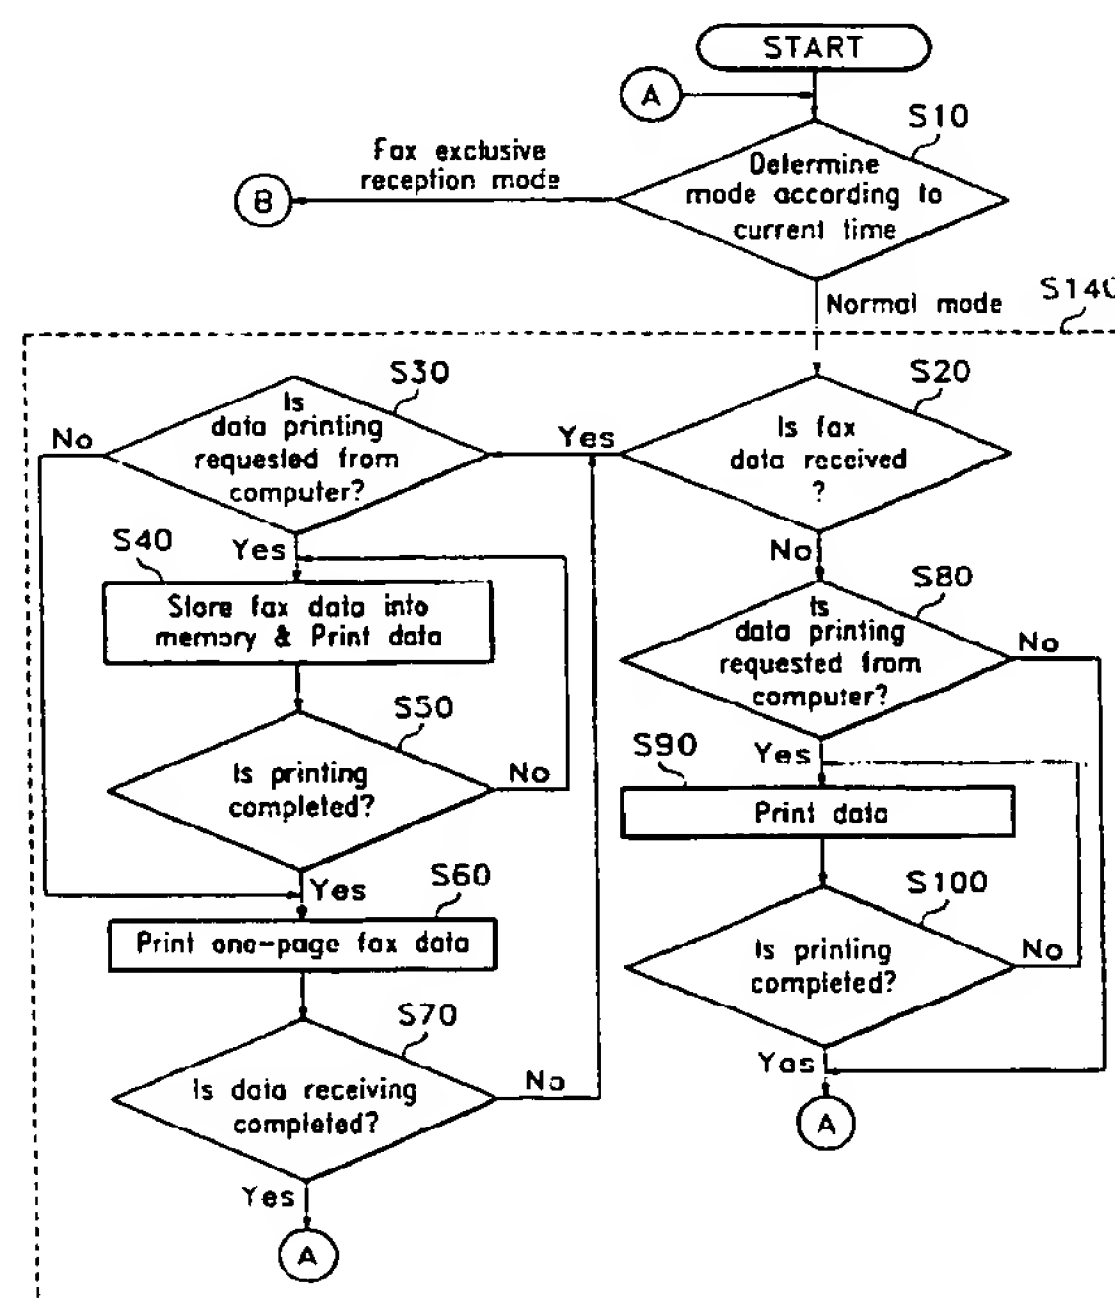 START
A
S10
Fax exclusive
reception mode
B
Determine
mode according to
current time
Normal mode
S140
S30
Is
data printing
requested from
computer?
No
Yes
S20
Is fax
data received
?
No
S40
Yes
Store fax data into
memory & Print data
S80
Is
data printing
requested from
computer?
No
S50
Is printing
completed?
No
S90
Yes
Print data
Yes
S60
Print one-page fax data
S100
Is printing
completed?
No
S70
Is data receiving
completed?
No
Yes
A
Yes
A